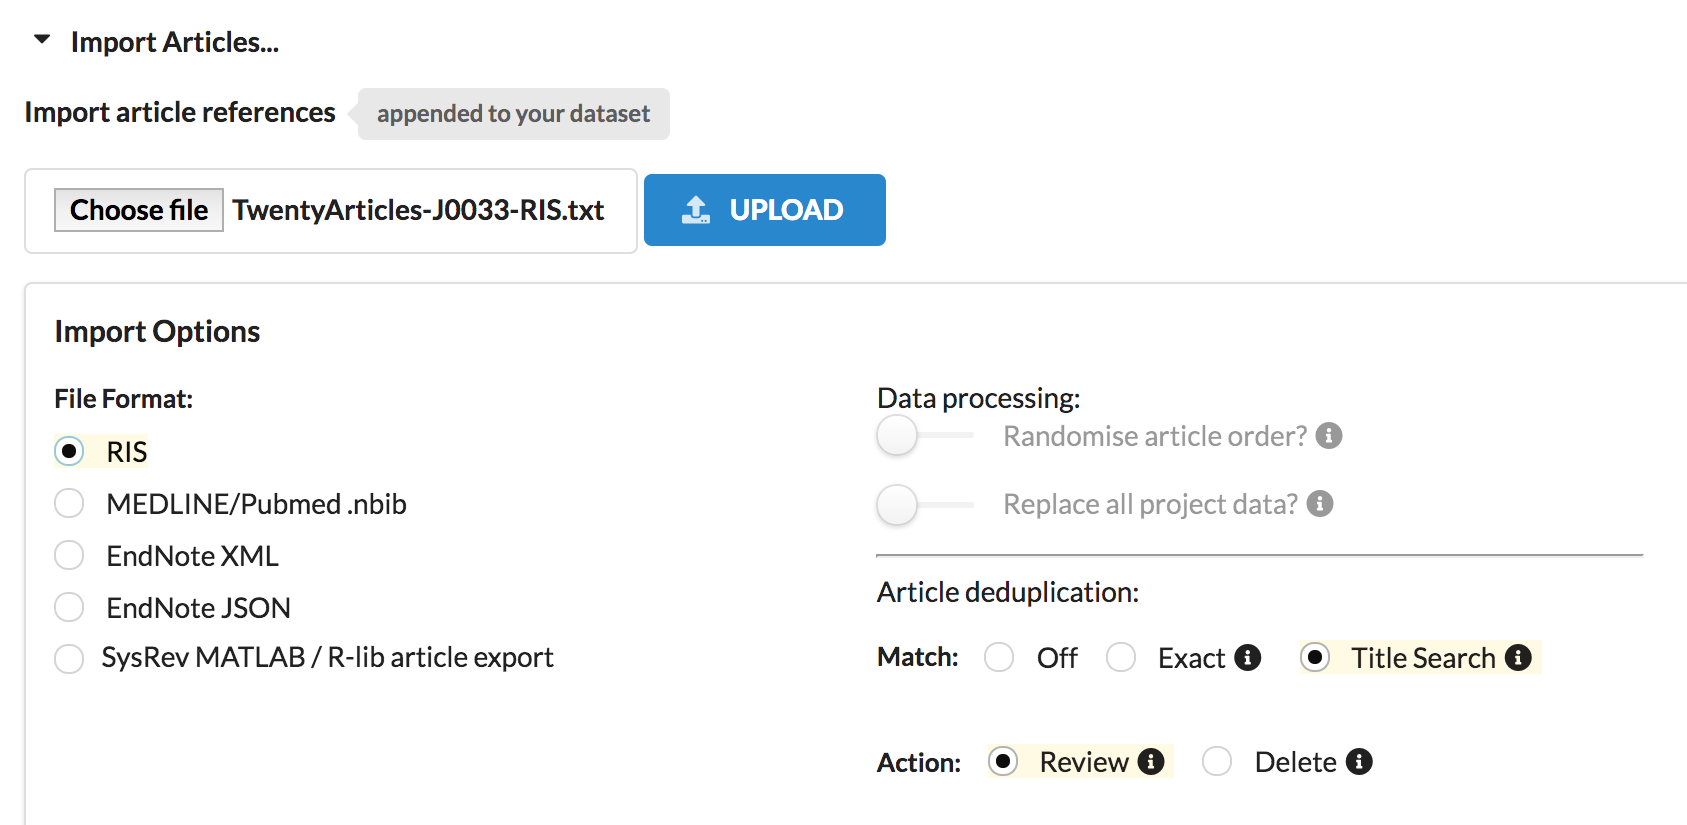 Import Articles...
Import article references appended to your dataset
Choose file TwentyArticles-J0033-RIS.txt UPLOAD
Import Options
File Format:
RIS
MEDLINE/Pubmed .nbib
EndNote XML
EndNote JSON
SysRev MATLAB / R-lib article export
Data processing:
Randomise article order?
Replace all project data?
Article deduplication:
Match: Off Exact Title Search
Action: Review Delete